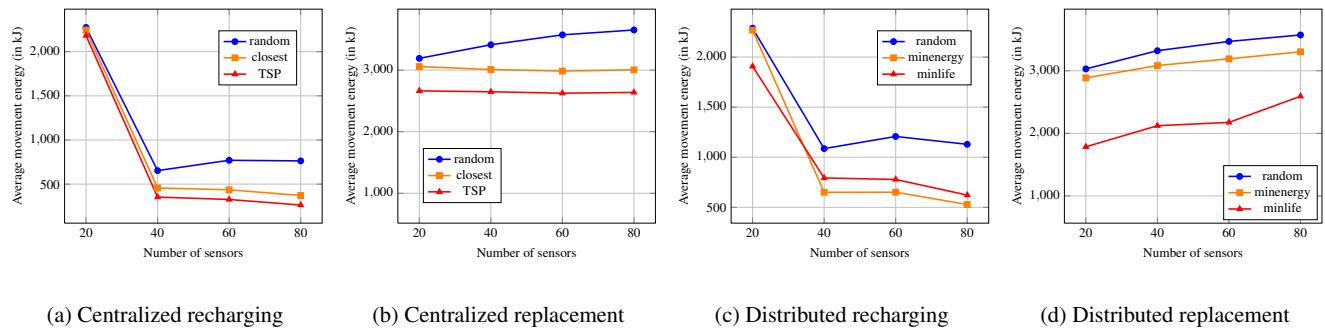 Average movement energy (in kJ)
2,000
1,500
1,000
500
random
closest
TSP
20 40 60 80
Number of sensors
(a) Centralized recharging
Average movement energy (in kJ)
3,000
2,000
1,000
random
closest
TSP
20 40 60 80
Number of sensors
(b) Centralized replacement
Average movement energy (in kJ)
2,000
1,500
1,000
500
random
minenergy
minlife
20 40 60 80
Number of sensors
(c) Distributed recharging
Average movement energy (in kJ)
3,000
2,000
1,000
random
minenergy
minlife
20 40 60 80
Number of sensors
(d) Distributed replacement